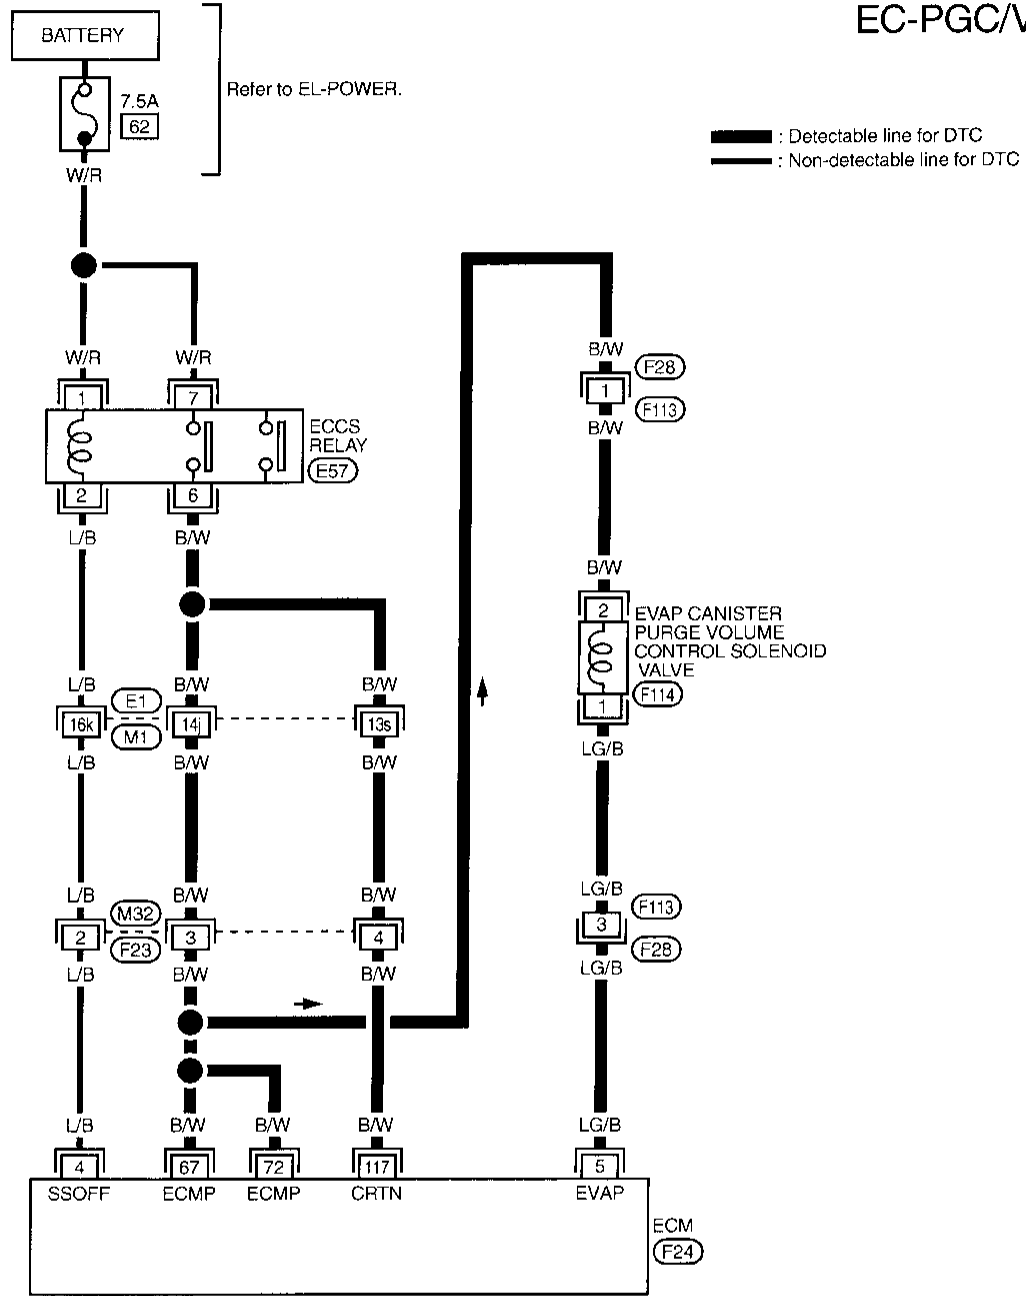 EC-PGC/V
BATTERY
7.5A
62
Refer to EL-POWER.
: Detectable line for DTC
: Non-detectable line for DTC
W/R
W/R W/R
1 7
ECCS
RELAY
E57
2 6
L/B B/W
B/W
F28
1
F113
B/W
B/W
2
EVAP CANISTER
PURGE VOLUME
CONTROL SOLENOID
VALVE
F114
1
LG/B
L/B B/W B/W
E1
16k 14j 13s
M1
L/B B/W B/W
L/B B/W B/W
M32
2 3 4
F23
L/B B/W B/W
LG/B
F113
3
F28
LG/B
L/B B/W B/W B/W LG/B
4 67 72 117 5
SSOFF ECMP ECMP CRTN EVAP
ECM
F24